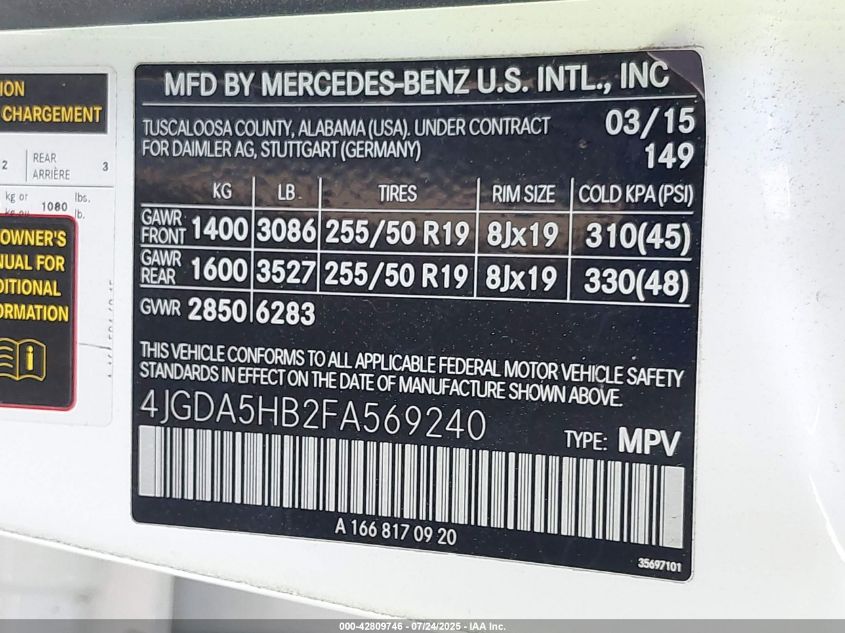 MFD BY MERCEDES-BENZ U.S. INTL., INC
TUSCALOOSA COUNTY, ALABAMA (USA). UNDER CONTRACT
FOR DAIMLER AG, STUTTGART (GERMANY)
03/15
149
KG LB TIRES RIM SIZE COLD KPA (PSI)
GAWR FRONT 1400 3086 255/50 R19 8Jx19 310(45)
GAWR REAR 1600 3527 255/50 R19 8Jx19 330(48)
GVWR 2850 6283
THIS VEHICLE CONFORMS TO ALL APPLICABLE FEDERAL MOTOR VEHICLE SAFETY
STANDARDS IN EFFECT ON THE DATE OF MANUFACTURE SHOWN ABOVE.
4JGDA5HB2FA569240
TYPE: MPV
A 166 817 09 20
35697101
CHARGEMENT
2 REAR 3
ARRIÈRE
kg or lbs.
1080 lb.
OWNER'S
FOR
000-42809746 - 07/24/2025 - IAA Inc.